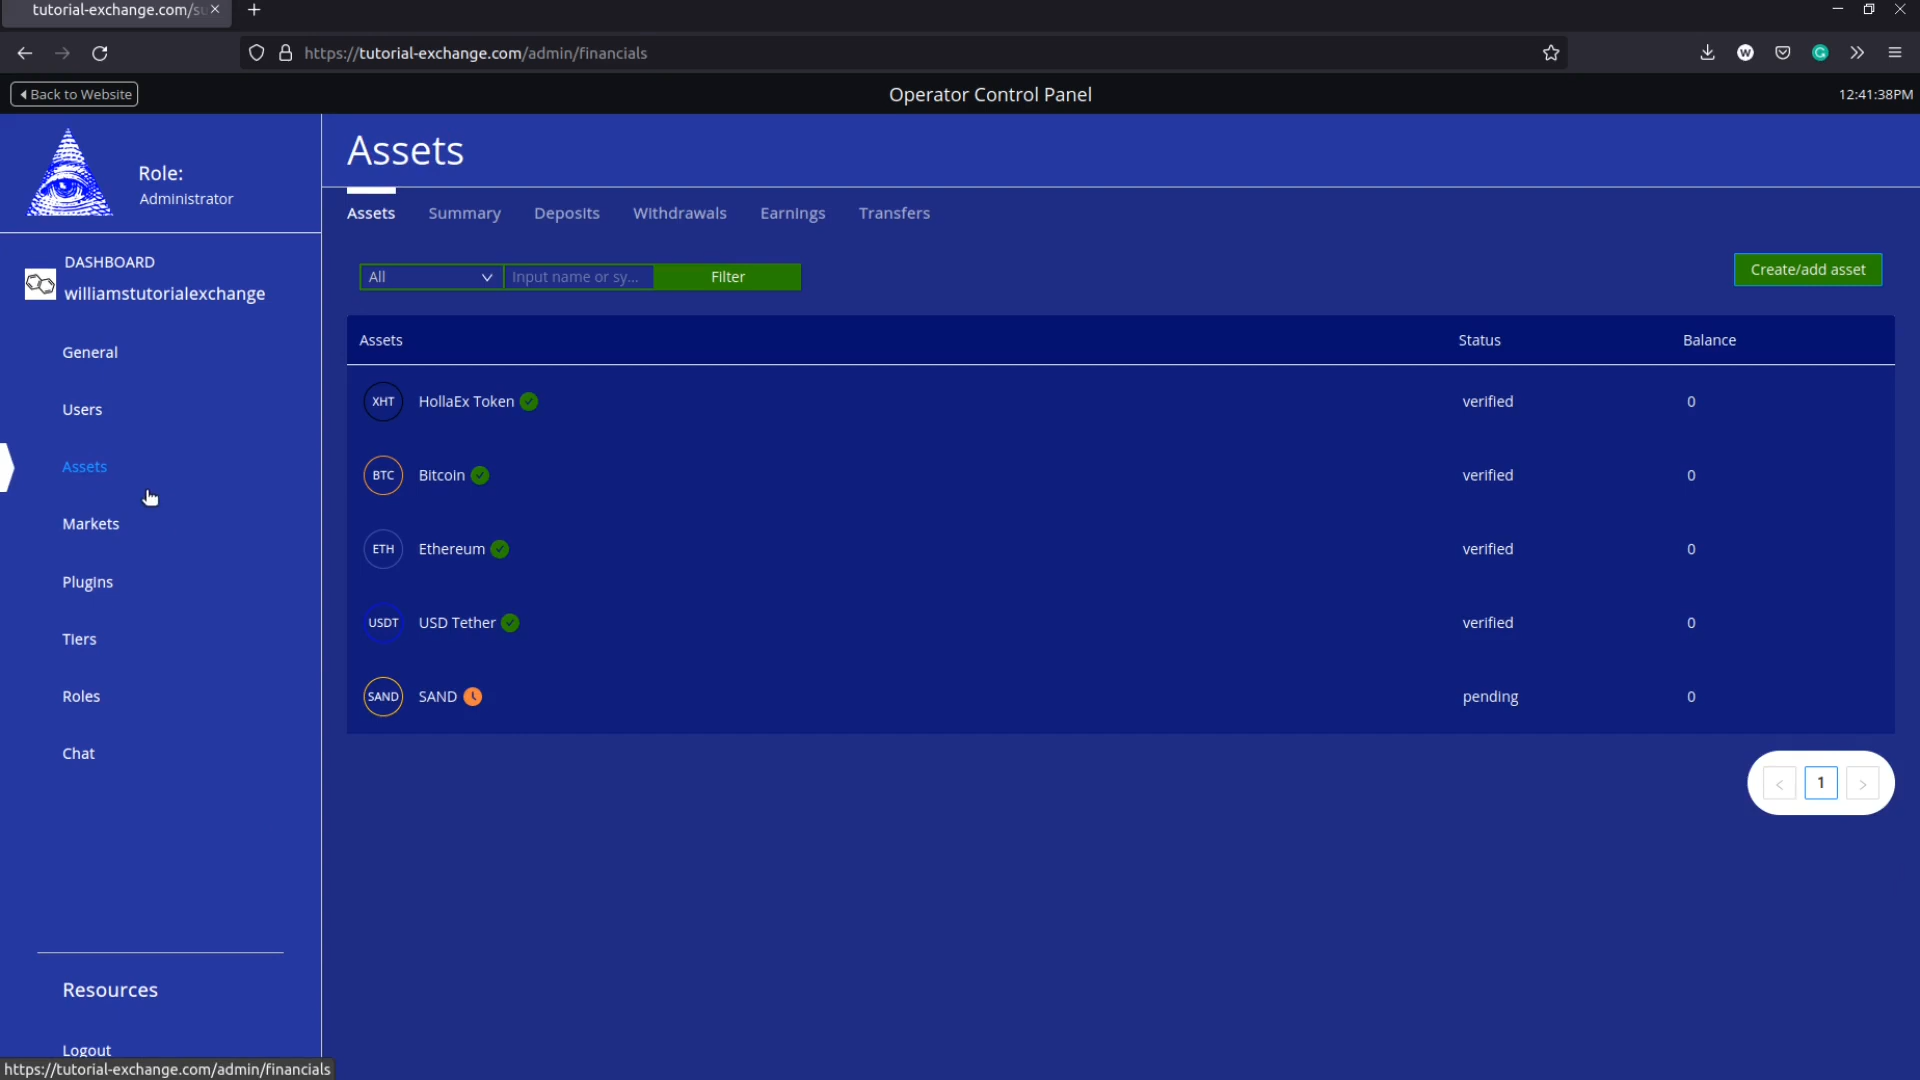 tutorial-exchange.com/su
https://tutorial-exchange.com/admin/financials
Back to Website
Operator Control Panel
12:41:38PM
Role:
Administrator
Assets
Assets
Summary
Deposits
Withdrawals
Earnings
Transfers
DASHBOARD
williamstutorialexchange
All
Input name or sy...
Filter
Create/add asset
General
Users
Assets
Markets
Plugins
Tiers
Roles
Chat
Assets Status Balance
XHT HollaEx Token verified 0
BTC Bitcoin verified 0
ETH Ethereum verified 0
USDT USD Tether verified 0
SAND SAND pending 0
< 1 >
Resources
Logout
https://tutorial-exchange.com/admin/financials